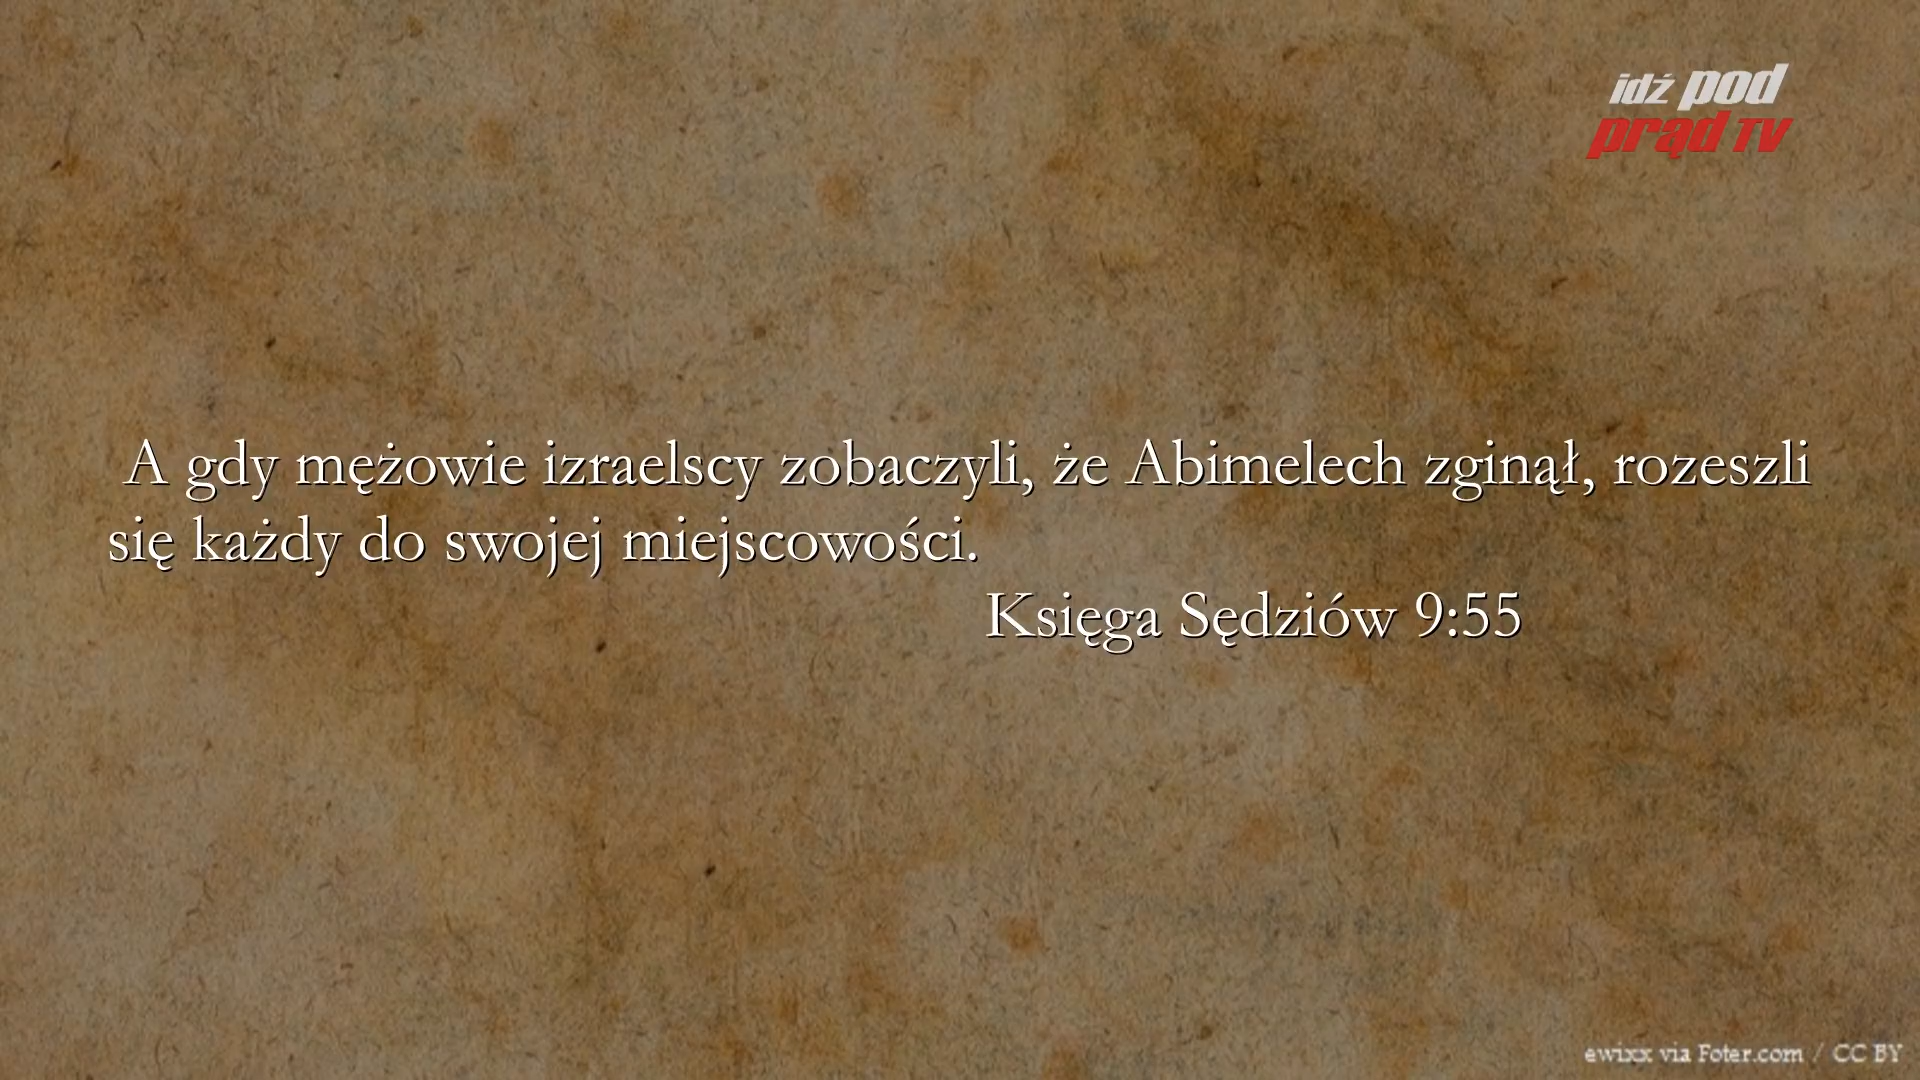 idź pod
prąd TV
A gdy mężowie izraelscy zobaczyli, że Abimelech zginął, rozeszli
się każdy do swojej miejscowości.
Księga Sędziów 9:55
ewixx via Foter.com / CC BY